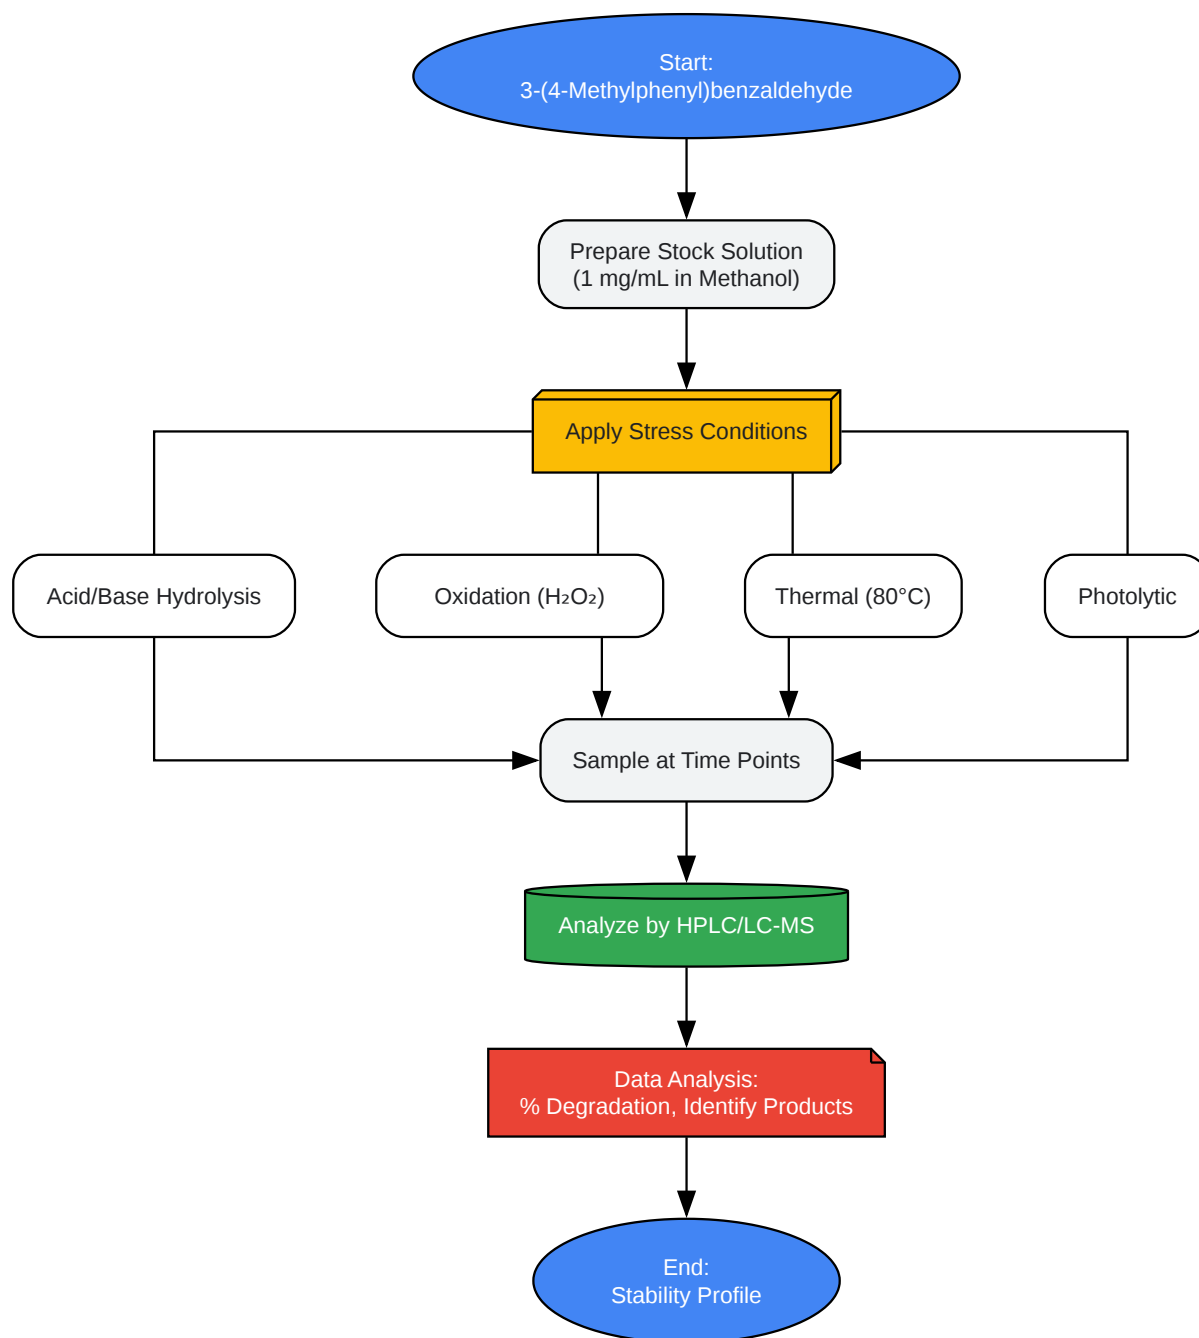 Start:
3-(4-Methylphenyl)benzaldehyde
Prepare Stock Solution
(1 mg/mL in Methanol)
Apply Stress Conditions
Acid/Base Hydrolysis
Oxidation (H₂O₂)
Thermal (80°C)
Photolytic
Sample at Time Points
Analyze by HPLC/LC-MS
Data Analysis:
% Degradation, Identify Products
End:
Stability Profile